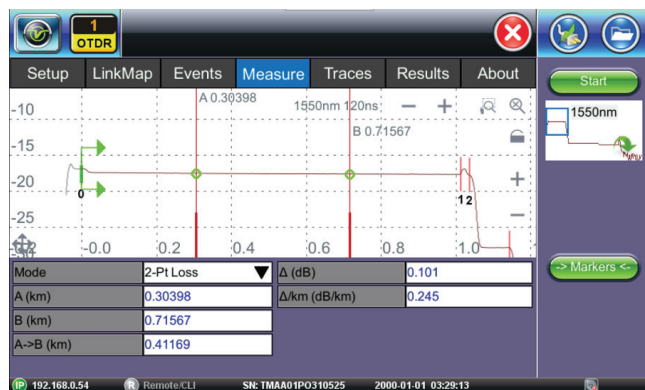 1
OTDR
Setup LinkMap Events Measure Traces Results About
Start
A 0.30398
1550nm 120ns
B 0.71567
1550nm
-10
-15
-20
-25
0
1 2
-0.0 0.2 0.4 0.6 0.8 1.0
Mode 2-Pt Loss Δ (dB) 0.101
A (km) 0.30398 Δ/km (dB/km) 0.245
B (km) 0.71567
A->B (km) 0.41169
-> Markers <-
IP 192.168.0.54 R Remote/CLI SN: TMAA01PO310525 2000-01-01 03:29:13